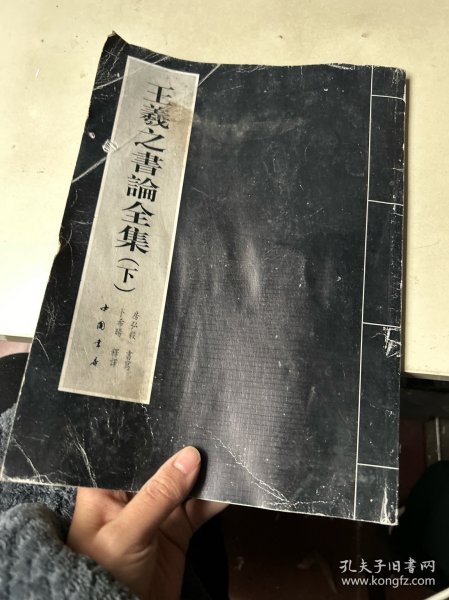 王羲之書論全集(下)
房弘毅 書寫
卜希暘 釋譯
中國書店
孔夫子旧书网
www.kongfz.com